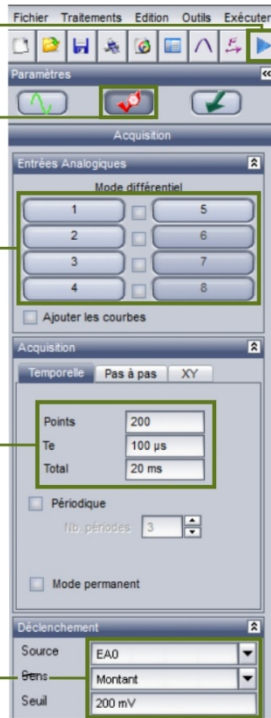 Fichier Traitements Edition Outils Exécuter
Paramètres
Acquisition
Entrées Analogiques
Mode différentiel
1 5
2 6
3 7
4 8
Ajouter les courbes
Acquisition
Temporelle Pas à pas XY
Points 200
Te 100 µs
Total 20 ms
Périodique
Nb. périodes 3
Mode permanent
Déclenchement
Source EA0
Sens Montant
Seuil 200 mV